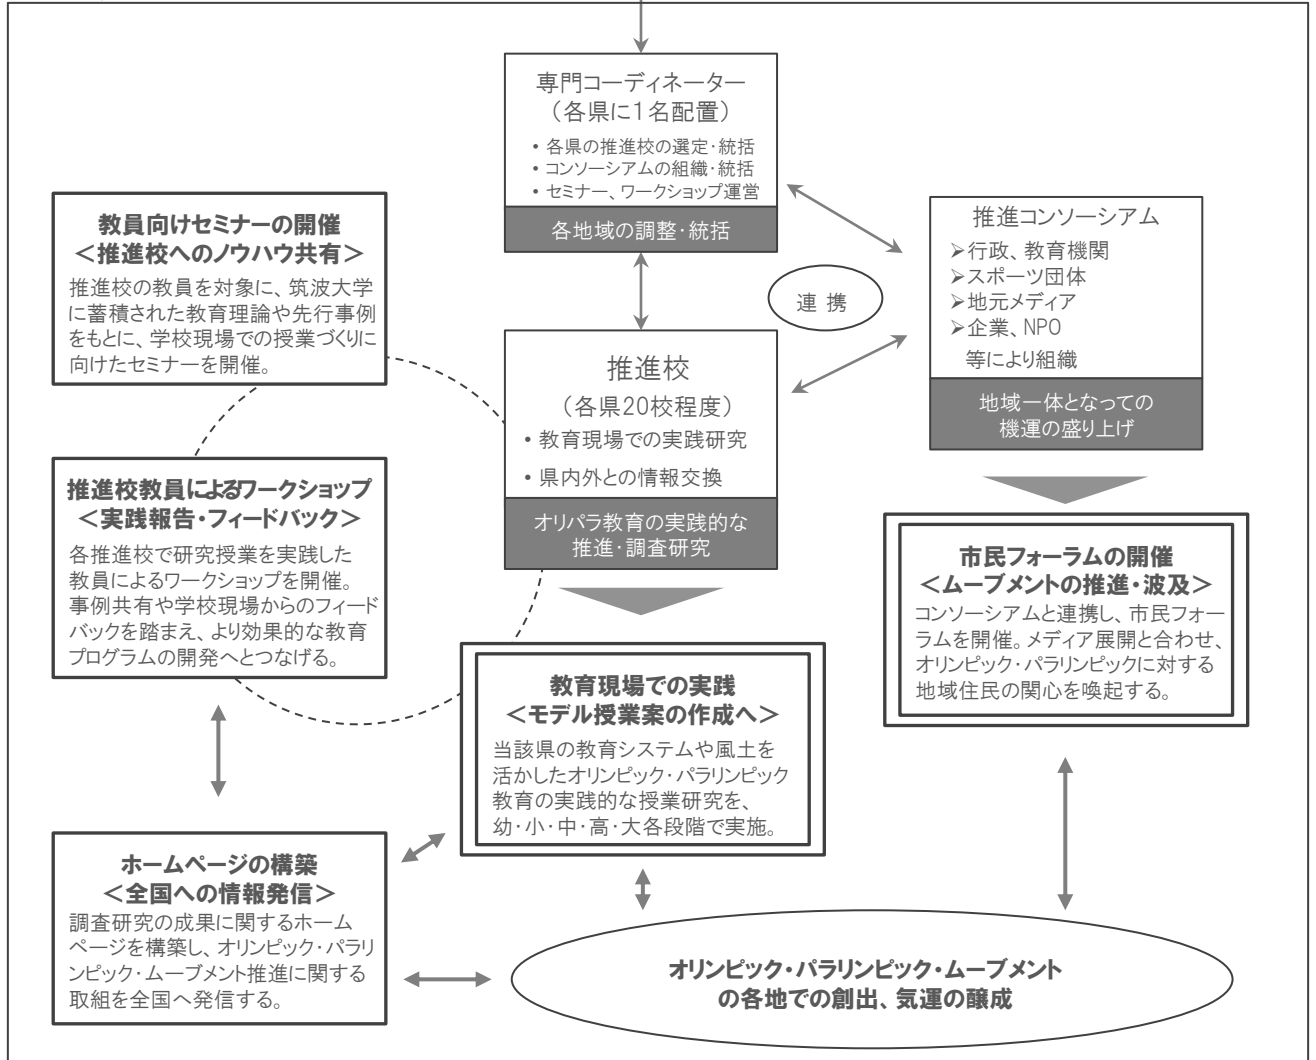 専門コーディネーター
（各県に１名配置）
• 各県の推進校の選定・統括
• コンソーシアムの組織・統括
• セミナー、ワークショップ運営
各地域の調整・統括
教員向けセミナーの開催
＜推進校へのノウハウ共有＞
推進校の教員を対象に、筑波大学
に蓄積された教育理論や先行事例
をもとに、学校現場での授業づくりに
向けたセミナーを開催。
推進コンソーシアム
➢行政、教育機関
➢スポーツ団体
➢地元メディア
➢企業、NPO
等により組織
地域一体となっての
機運の盛り上げ
連 携
推進校
（各県20校程度）
• 教育現場での実践研究
• 県内外との情報交換
オリパラ教育の実践的な
推進・調査研究
推進校教員によるワークショップ
＜実践報告・フィードバック＞
各推進校で研究授業を実践した
教員によるワークショップを開催。
事例共有や学校現場からのフィード
バックを踏まえ、より効果的な教育
プログラムの開発へとつなげる。
市民フォーラムの開催
＜ムーブメントの推進・波及＞
コンソーシアムと連携し、市民フォー
ラムを開催。メディア展開と合わせ、
オリンピック・パラリンピックに対する
地域住民の関心を喚起する。
教育現場での実践
＜モデル授業案の作成へ＞
当該県の教育システムや風土を
活かしたオリンピック・パラリンピック
教育の実践的な授業研究を、
幼・小・中・高・大各段階で実施。
ホームページの構築
＜全国への情報発信＞
調査研究の成果に関するホーム
ページを構築し、オリンピック・パラリ
ンピック・ムーブメント推進に関する
取組を全国へ発信する。
オリンピック・パラリンピック・ムーブメント
の各地での創出、気運の醸成